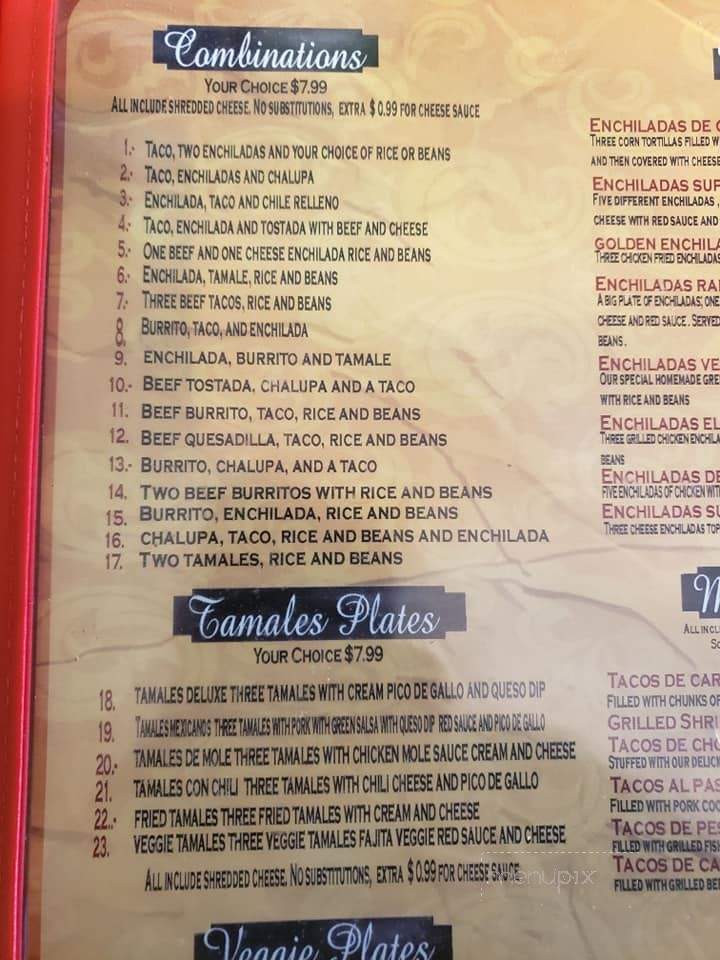 Combinations
YOUR CHOICE $7.99
ALL INCLUDE SHREDDED CHEESE. NO SUBSTITUTIONS, EXTRA $0.99 FOR CHEESE SAUCE
1.- TACO, TWO ENCHILADAS AND YOUR CHOICE OF RICE OR BEANS
2.- TACO, ENCHILADAS AND CHALUPA
3.- ENCHILADA, TACO AND CHILE RELLENO
4.- TACO, ENCHILADA AND TOSTADA WITH BEEF AND CHEESE
5.- ONE BEEF AND ONE CHEESE ENCHILADA RICE AND BEANS
6.- ENCHILADA, TAMALE, RICE AND BEANS
7.- THREE BEEF TACOS, RICE AND BEANS
8. BURRITO, TACO, AND ENCHILADA
9. ENCHILADA, BURRITO AND TAMALE
10.- BEEF TOSTADA, CHALUPA AND A TACO
11. BEEF BURRITO, TACO, RICE AND BEANS
12. BEEF QUESADILLA, TACO, RICE AND BEANS
13.- BURRITO, CHALUPA, AND A TACO
14. TWO BEEF BURRITOS WITH RICE AND BEANS
15. BURRITO, ENCHILADA, RICE AND BEANS
16. CHALUPA, TACO, RICE AND BEANS AND ENCHILADA
17. TWO TAMALES, RICE AND BEANS
Tamales Plates
YOUR CHOICE $7.99
18. TAMALES DELUXE THREE TAMALES WITH CREAM PICO DE GALLO AND QUESO DIP
19. TAMALES MEXICANOS THREE TAMALES WITH PORK WITH GREEN SALSA WITH QUESO DIP RED SAUCE AND PICO DE GALLO
20.- TAMALES DE MOLE THREE TAMALES WITH CHICKEN MOLE SAUCE CREAM AND CHEESE
21. TAMALES CON CHILI THREE TAMALES WITH CHILI CHEESE AND PICO DE GALLO
22.- FRIED TAMALES THREE FRIED TAMALES WITH CREAM AND CHEESE
23. VEGGIE TAMALES THREE VEGGIE TAMALES FAJITA VEGGIE RED SAUCE AND CHEESE
ALL INCLUDE SHREDDED CHEESE. NO SUBSTITUTIONS, EXTRA $0.99 FOR CHEESE SAUCE
menupix
Veggie Plates
ENCHILADAS DE
THREE CORN TORTILLAS FILLED
AND THEN COVERED WITH CHEESE
ENCHILADAS SUP
FIVE DIFFERENT ENCHILADAS,
CHEESE WITH RED SAUCE AND
GOLDEN ENCHILA
THREE CHICKEN FRIED ENCHILADAS
ENCHILADAS RA
A BIG PLATE OF ENCHILADAS; ONE
CHEESE AND RED SAUCE. SERVED
BEANS.
ENCHILADAS VE
OUR SPECIAL HOMEMADE GRE
WITH RICE AND BEANS
ENCHILADAS EL
THREE GRILLED CHICKEN ENCHILA
BEANS
ENCHILADAS DE
FIVE ENCHILADAS OF CHICKEN WIT
ENCHILADAS SU
THREE CHEESE ENCHILADAS TOP
ALL INCL
TACOS DE CAR
FILLED WITH CHUNKS OF
GRILLED SHRI
TACOS DE CHO
STUFFED WITH OUR DELICI
TACOS AL PAS
FILLED WITH PORK COO
TACOS DE PES
FILLED WITH GRILLED FISH
TACOS DE CA
FILLED WITH GRILLED BE